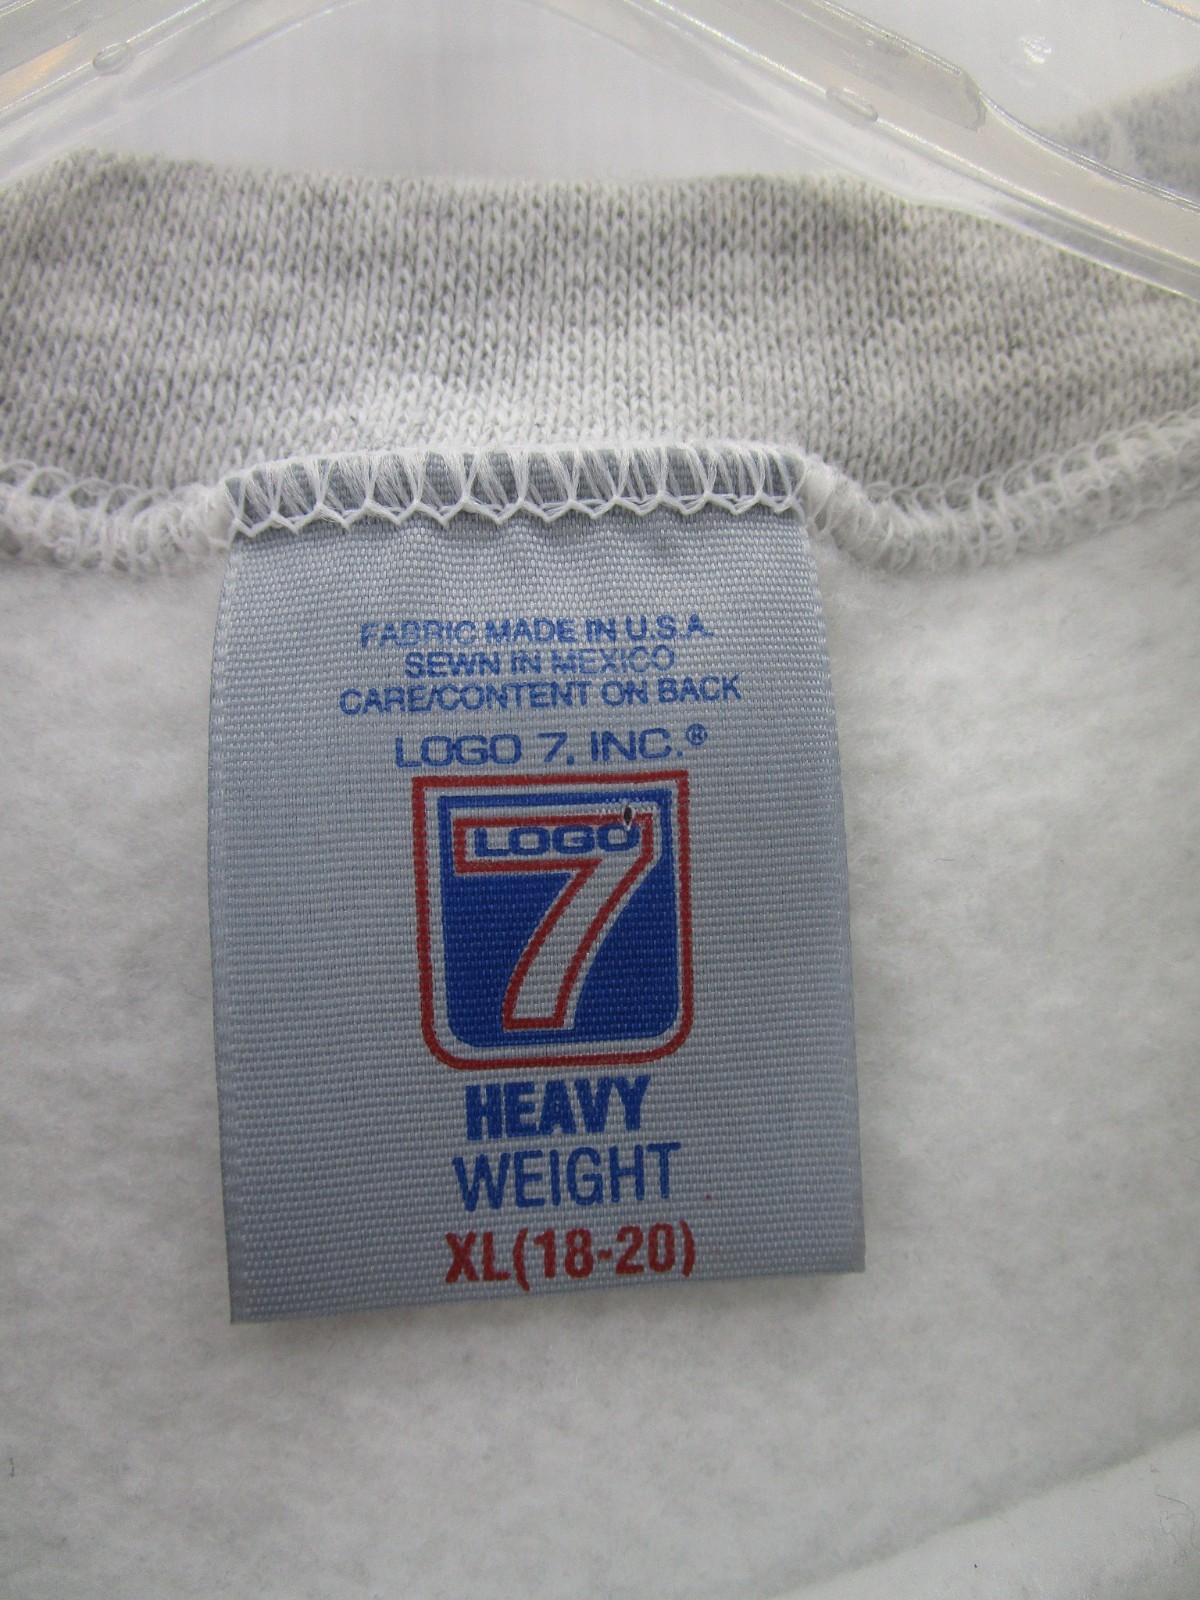 FABRIC MADE IN U.S.A.
SEWN IN MEXICO
CARE/CONTENT ON BACK
LOGO 7, INC.®
LOGO
7
HEAVY
WEIGHT
XL(18-20)